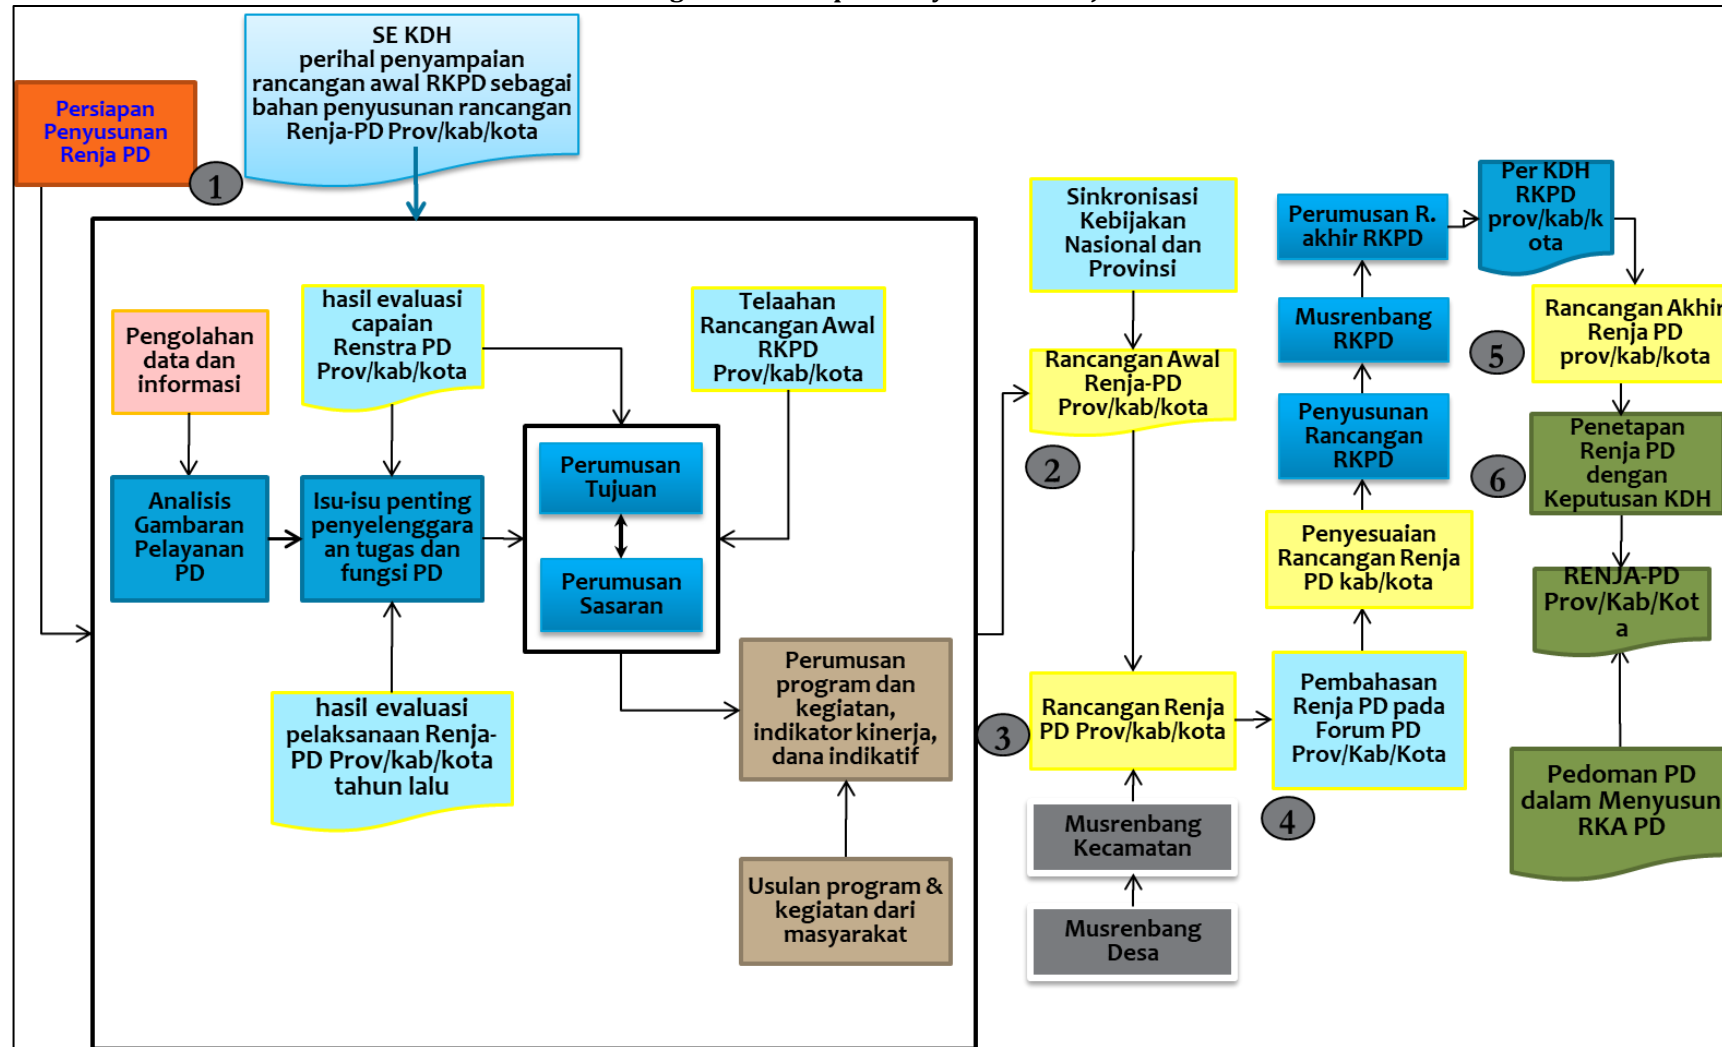 SE KDH
perihal penyampaian
rancangan awal RKPD sebagai
bahan penyusunan rancangan
Renja-PD Prov/kab/kota
Persiapan
Penyusunan
Renja PD
1
Pengolahan
data dan
informasi
hasil evaluasi
capaian
Renstra PD
Prov/kab/kota
Telaahan
Rancangan Awal
RKPD
Prov/kab/kota
Analisis
Gambaran
Pelayanan
PD
Isu-isu penting
penyelenggara
an tugas dan
fungsi PD
Perumusan
Tujuan
Perumusan
Sasaran
hasil evaluasi
pelaksanaan Renja-
PD Prov/kab/kota
tahun lalu
Perumusan
program dan
kegiatan,
indikator kinerja,
dana indikatif
Usulan program &
kegiatan dari
masyarakat
Sinkronisasi
Kebijakan
Nasional dan
Provinsi
Rancangan Awal
Renja-PD
Prov/kab/kota
2
3
Rancangan Renja
PD Prov/kab/kota
Musrenbang
Kecamatan
Musrenbang
Desa
4
Pembahasan
Renja PD pada
Forum PD
Prov/Kab/Kota
Penyesuaian
Rancangan Renja
PD kab/kota
Penyusunan
Rancangan
RKPD
Musrenbang
RKPD
Perumusan R.
akhir RKPD
Per KDH
RKPD
prov/kab/k
ota
5
Rancangan Akhir
Renja PD
prov/kab/kota
6
Penetapan
Renja PD
dengan
Keputusan KDH
RENJA-PD
Prov/Kab/Kot
a
Pedoman PD
dalam Menyusun
RKA PD